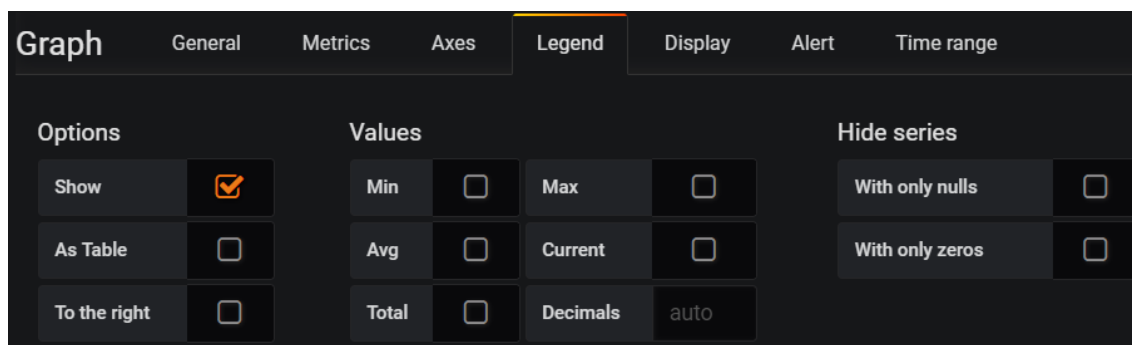 Graph General Metrics Axes Legend Display Alert Time range
Options Values Hide series
Show Min Max With only nulls
As Table Avg Current With only zeros
To the right Total Decimals auto